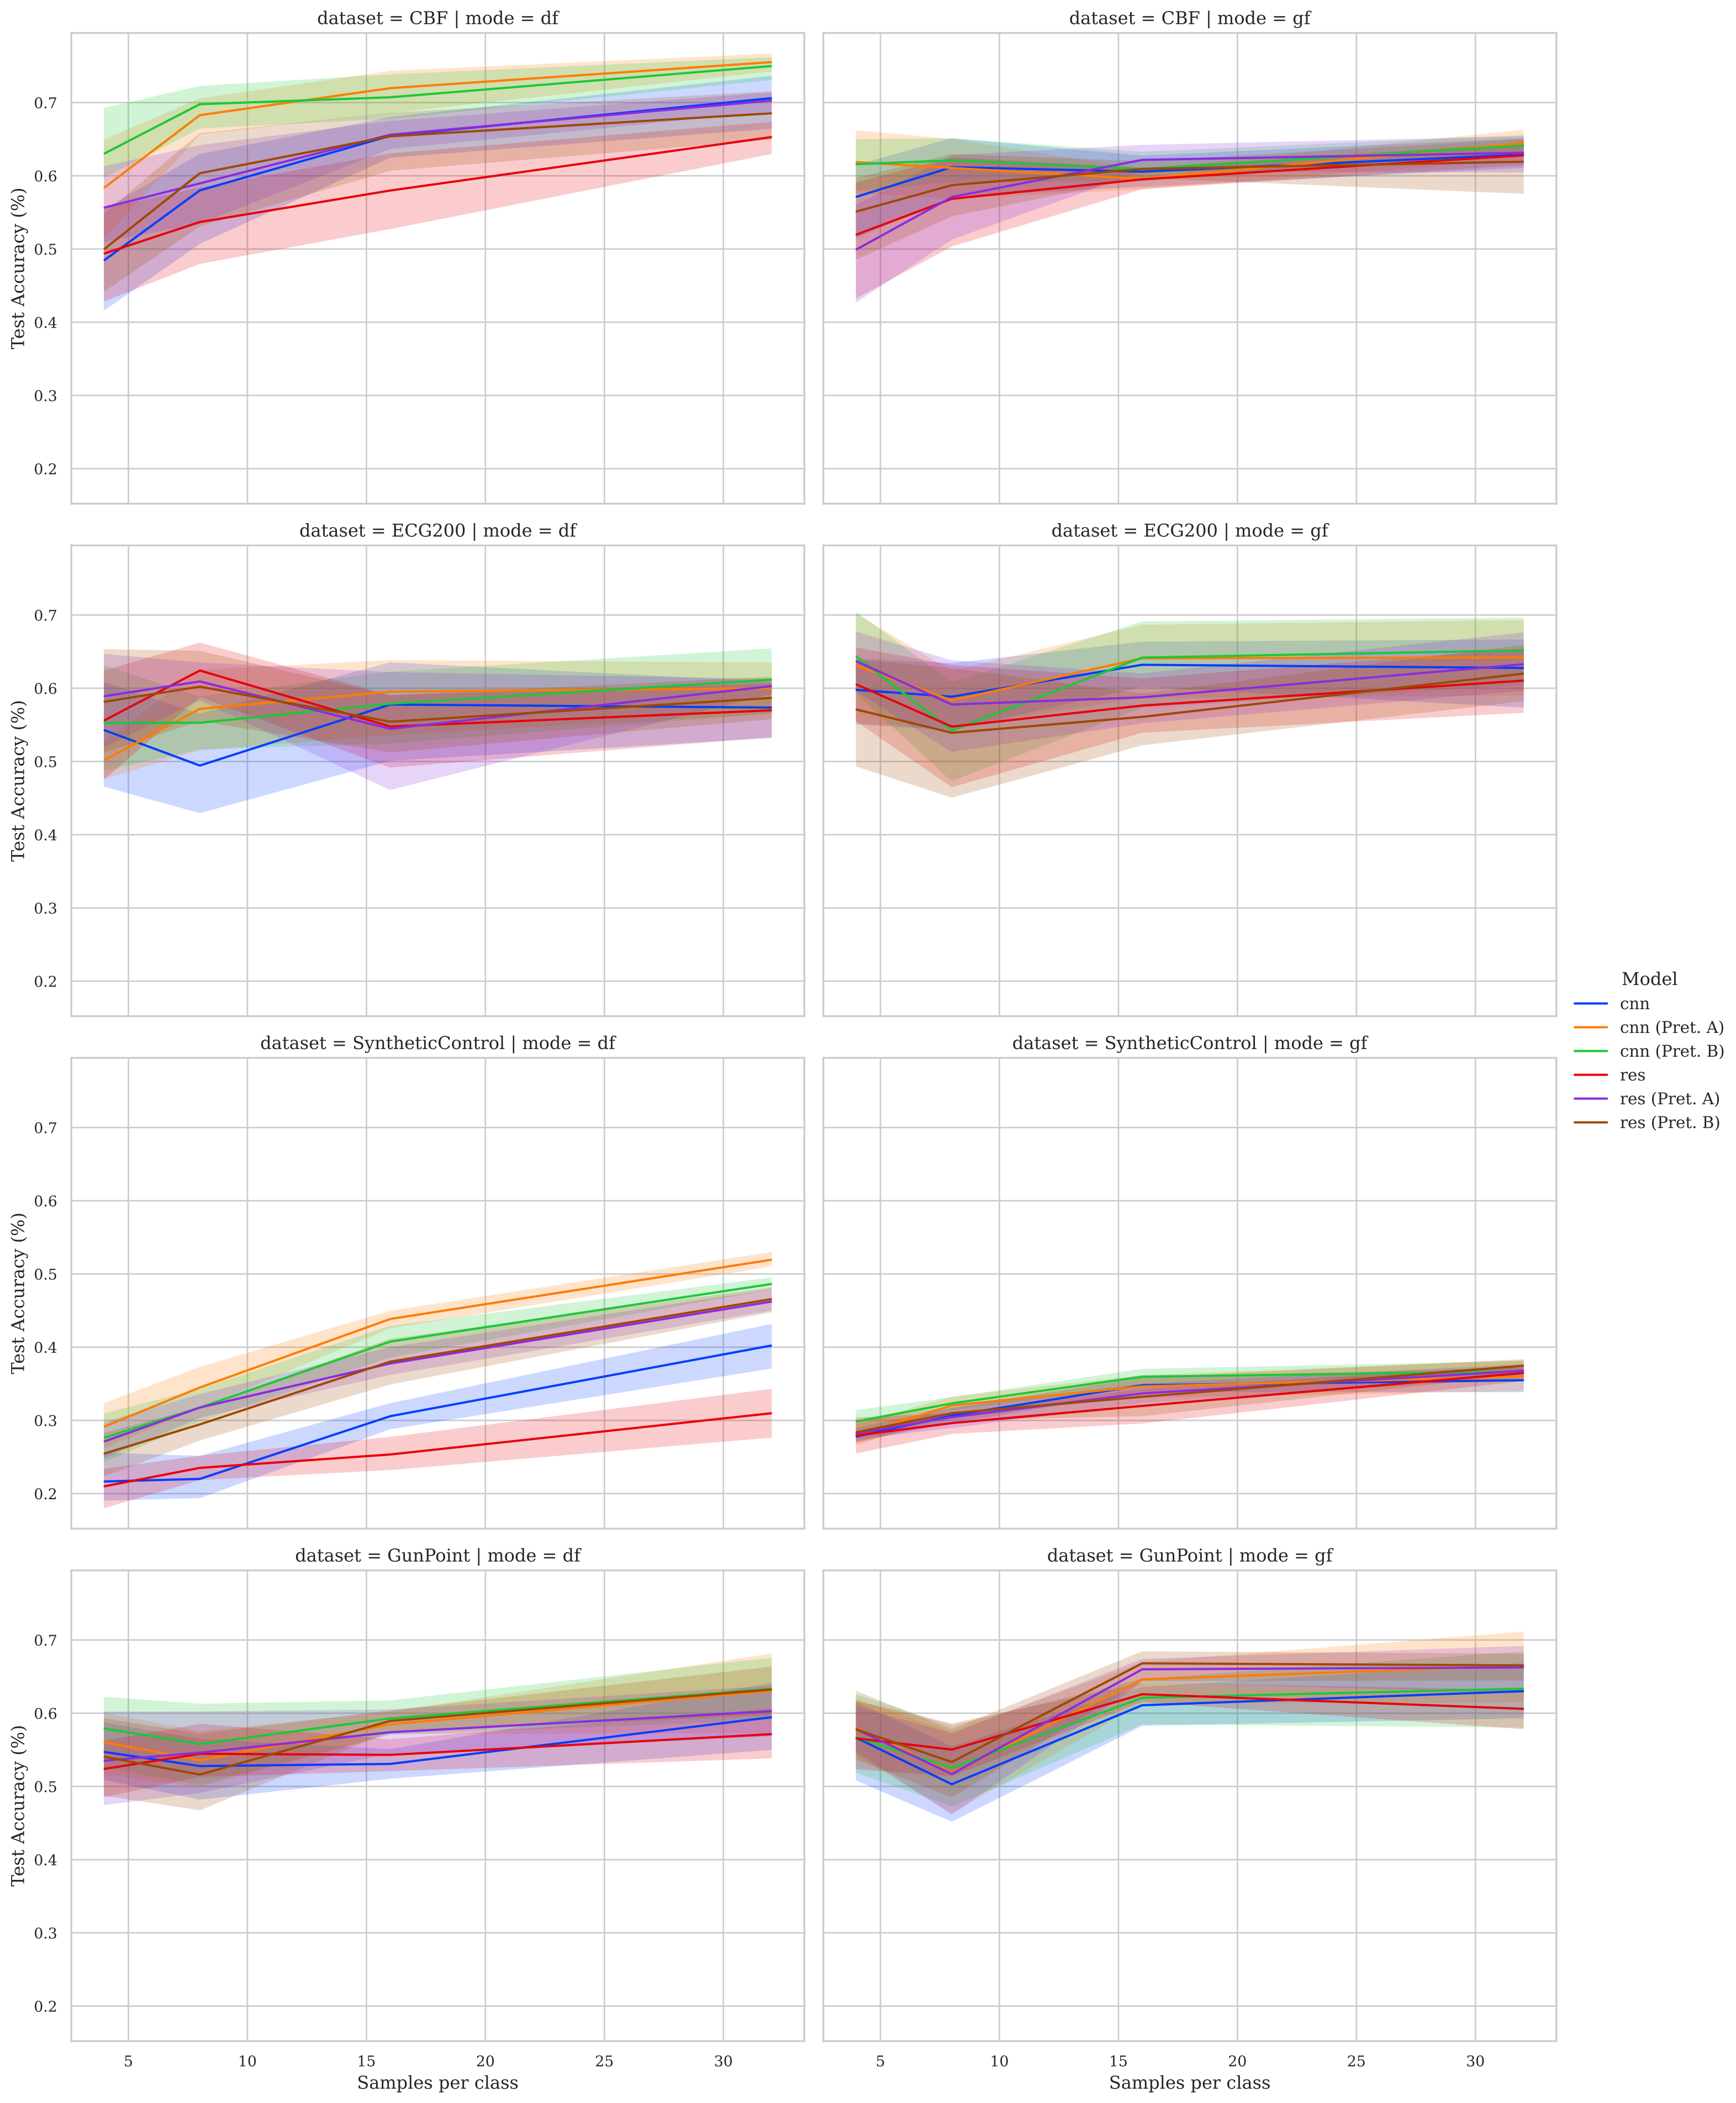 dataset = CBF | mode = df
dataset = CBF | mode = gf
Test Accuracy (%)
0.7
0.6
0.5
0.4
0.3
0.2
dataset = ECG200 | mode = df
dataset = ECG200 | mode = gf
Test Accuracy (%)
0.7
0.6
0.5
0.4
0.3
0.2
Model
cnn
cnn (Pret. A)
cnn (Pret. B)
res
res (Pret. A)
res (Pret. B)
dataset = SyntheticControl | mode = df
dataset = SyntheticControl | mode = gf
Test Accuracy (%)
0.7
0.6
0.5
0.4
0.3
0.2
dataset = GunPoint | mode = df
dataset = GunPoint | mode = gf
Test Accuracy (%)
0.7
0.6
0.5
0.4
0.3
0.2
5 10 15 20 25 30
5 10 15 20 25 30
Samples per class
Samples per class